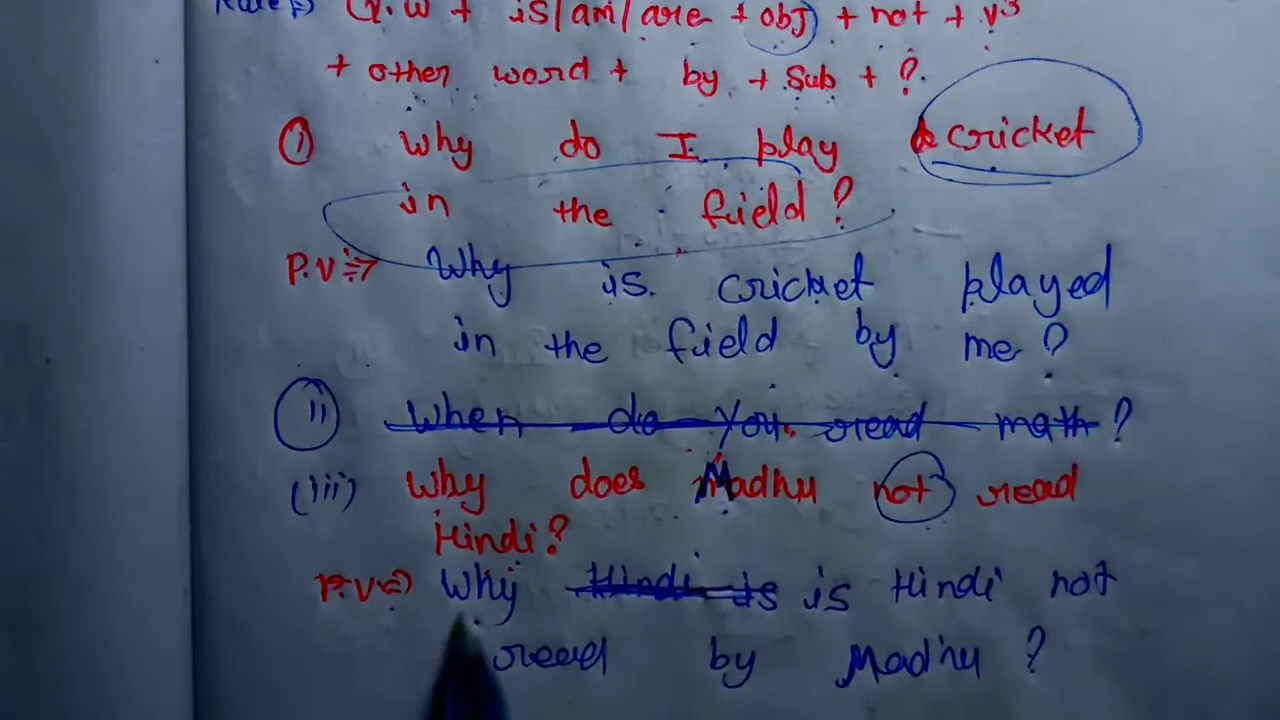 Rule⇒ (Q.W + is/am/are + obj) + not + v³
+ other word + by + Sub + ?
(i) Why do I play cricket
in the field?
P.V⇒ Why is cricket played
in the field by me?
(ii) When do you read math?
(iii) Why does Madhu not read
Hindi?
P.V⇒ Why Hindi is is Hindi not
read by Madhu?